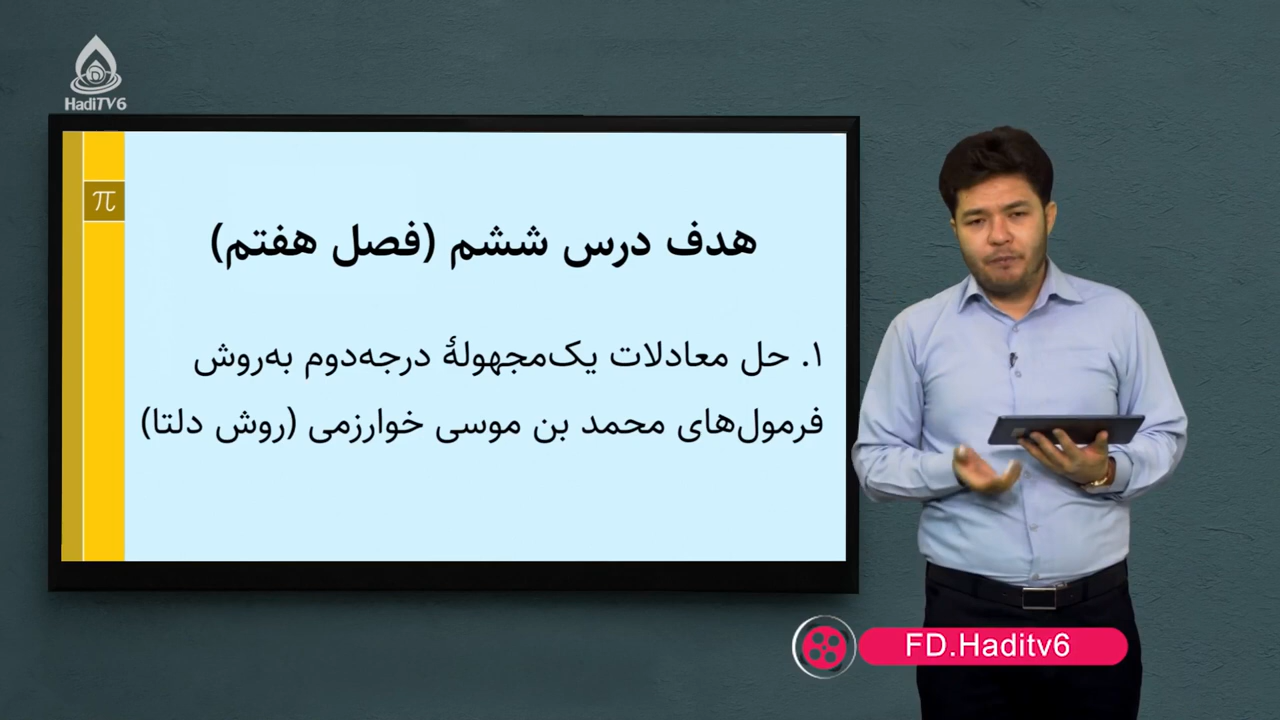 HadiTV6
π
هدف درس ششم (فصل هفتم)
۱. حل معادلات یک‌مجهولهٔ درجه‌دوم به‌روش
فرمول‌های محمد بن موسی خوارزمی (روش دلتا)
FD.Haditv6